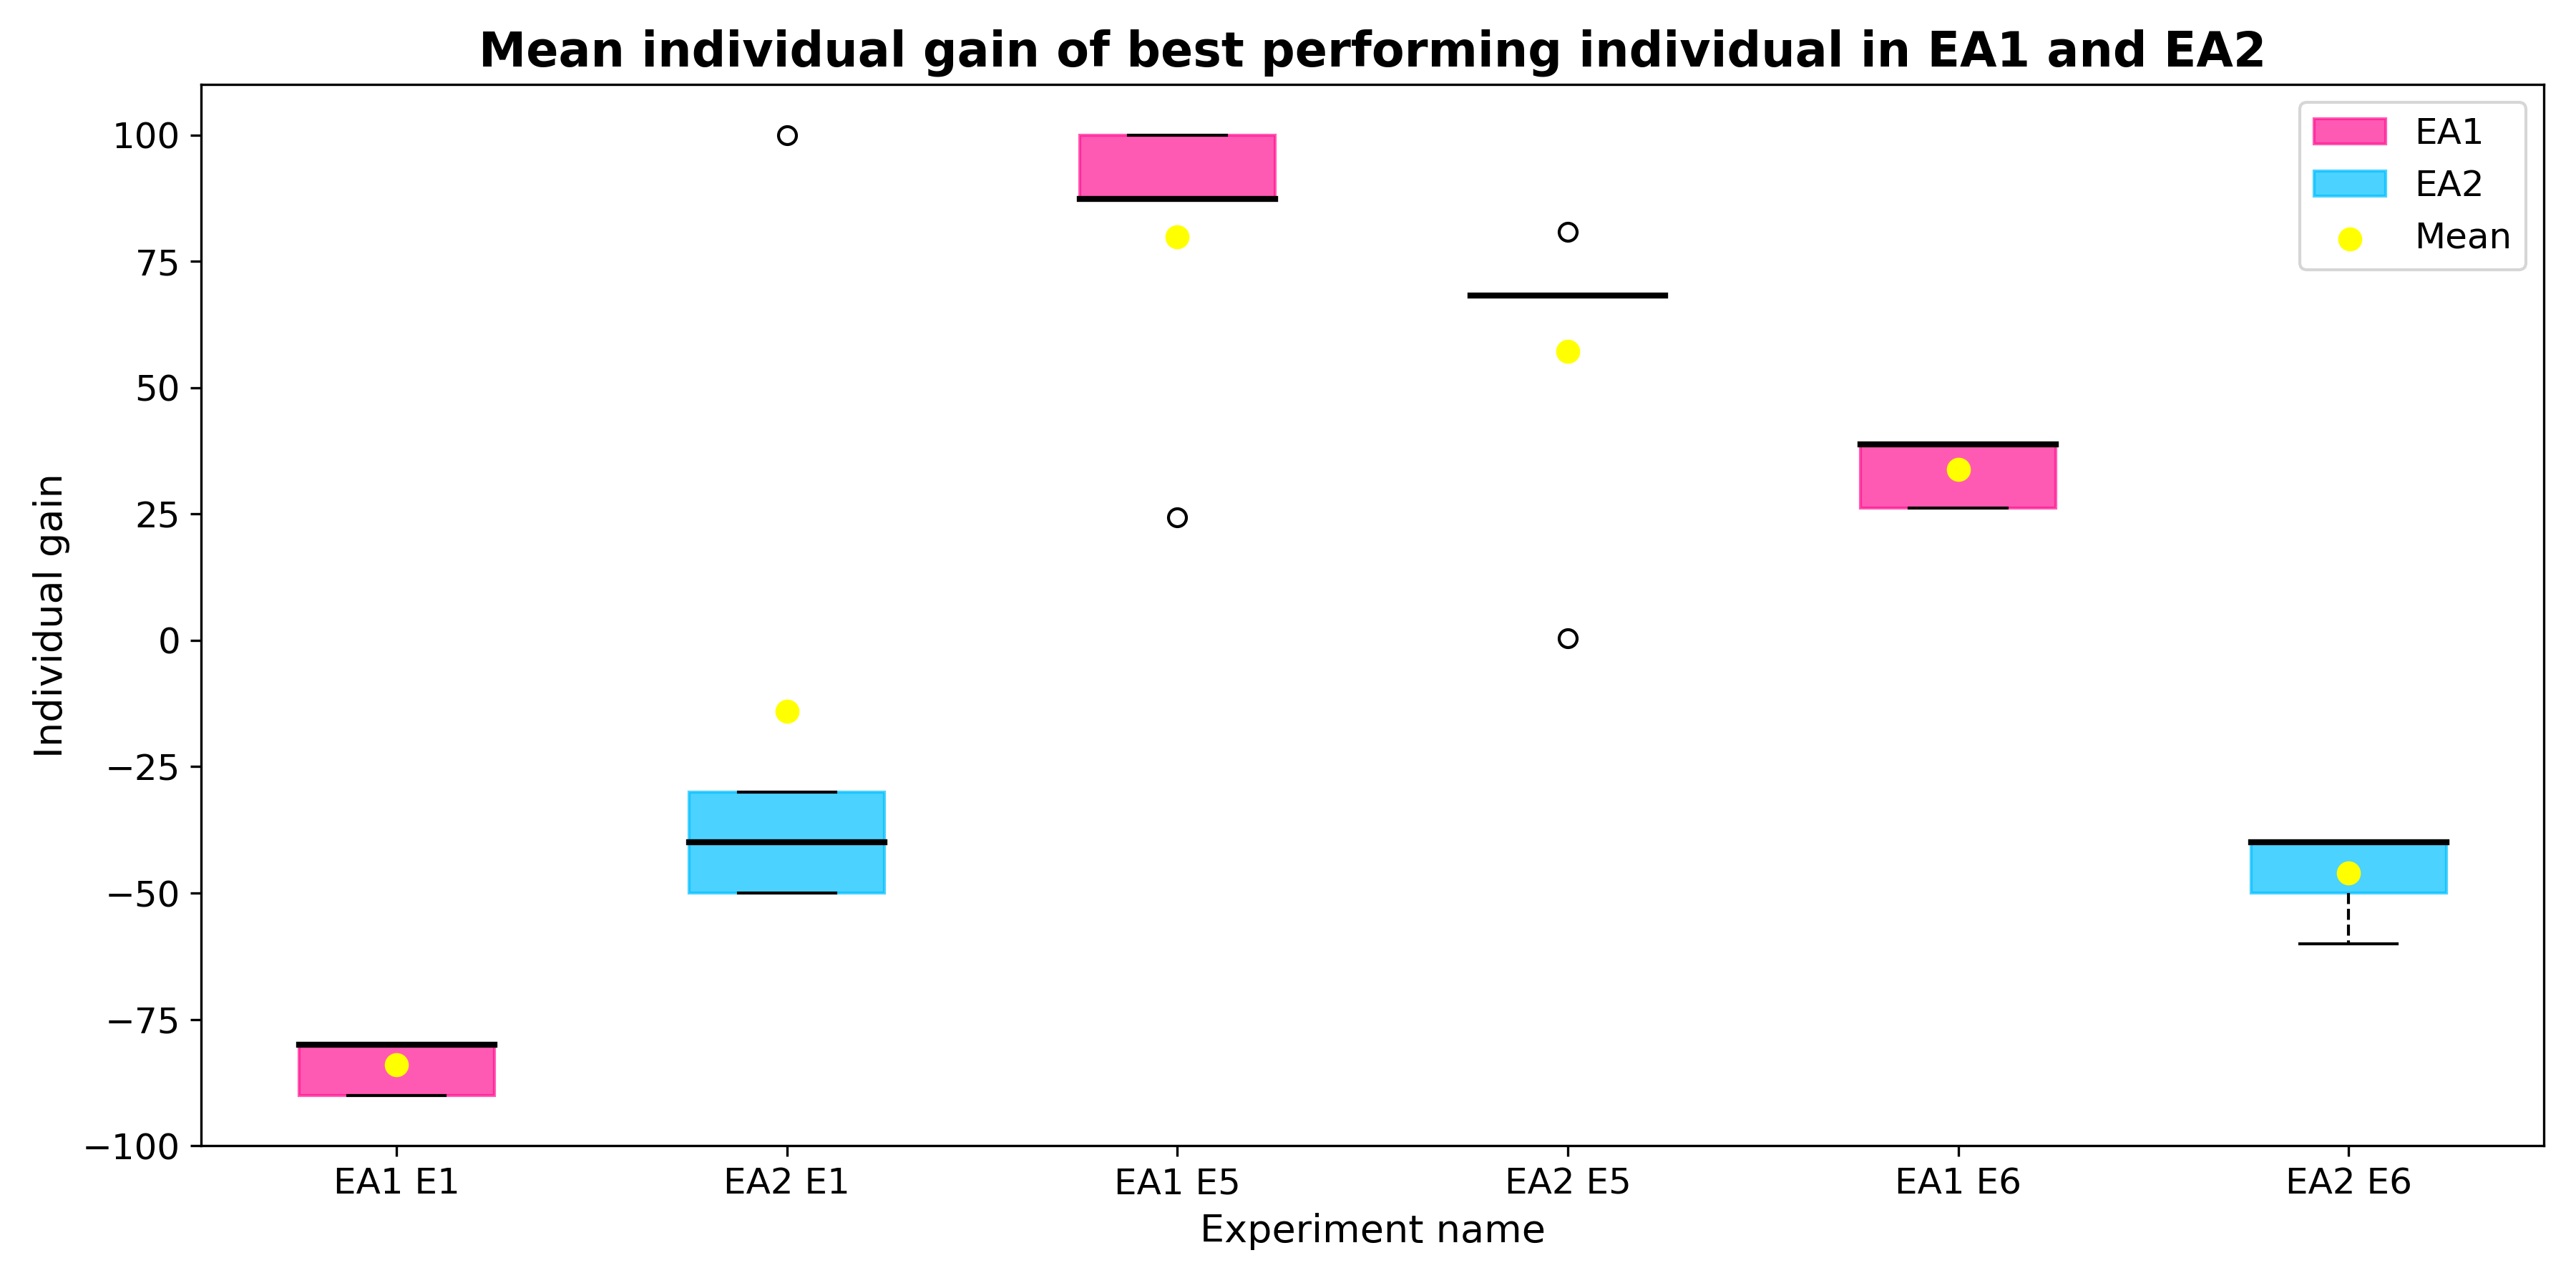 Mean individual gain of best performing individual in EA1 and EA2
EA1
EA2
Mean
Individual gain
100
75
50
25
0
−25
−50
−75
−100
EA1 E1
EA2 E1
EA1 E5
EA2 E5
EA1 E6
EA2 E6
Experiment name